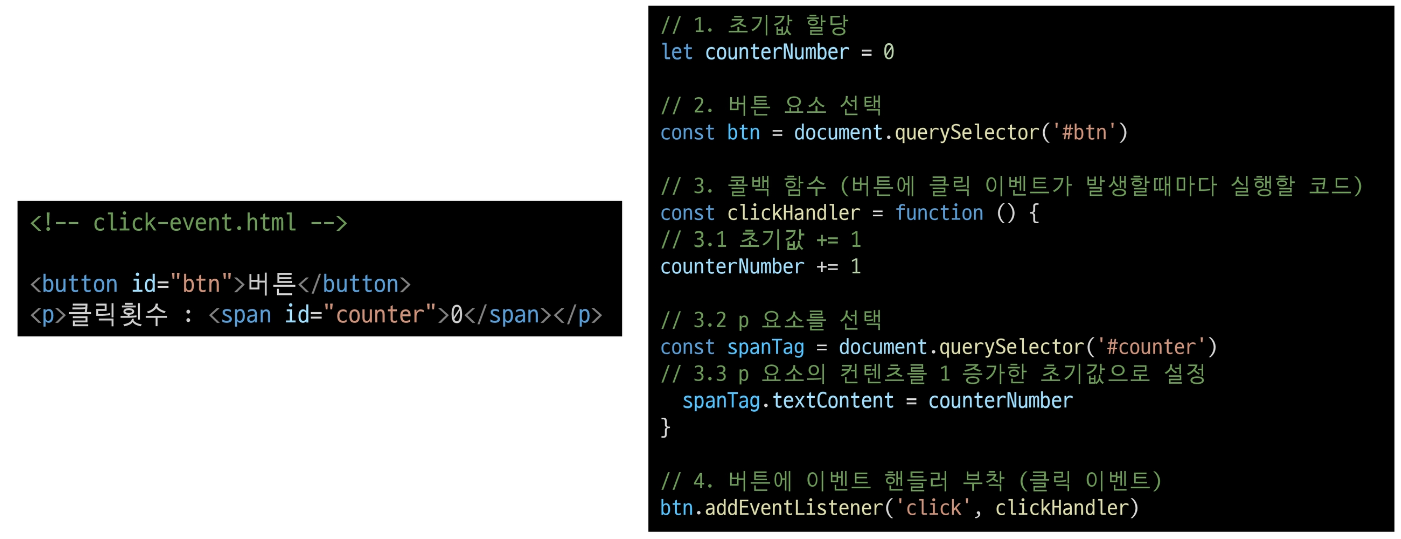 <!-- click-event.html -->
<button id="btn">버튼</button>
<p>클릭횟수 : <span id="counter">0</span></p>
// 1. 초기값 할당
let counterNumber = 0
// 2. 버튼 요소 선택
const btn = document.querySelector('#btn')
// 3. 콜백 함수 (버튼에 클릭 이벤트가 발생할때마다 실행할 코드)
const clickHandler = function () {
// 3.1 초기값 += 1
counterNumber += 1
// 3.2 p 요소를 선택
const spanTag = document.querySelector('#counter')
// 3.3 p 요소의 컨텐츠를 1 증가한 초기값으로 설정
  spanTag.textContent = counterNumber
}
// 4. 버튼에 이벤트 핸들러 부착 (클릭 이벤트)
btn.addEventListener('click', clickHandler)